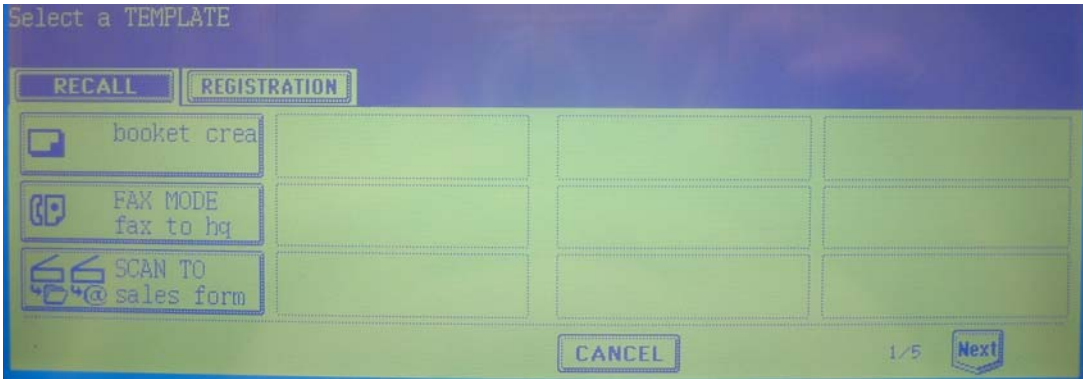 Select a TEMPLATE
RECALL
REGISTRATION
booket crea
FAX MODE
fax to hq
SCAN TO
@ sales form
CANCEL
1/5
Next